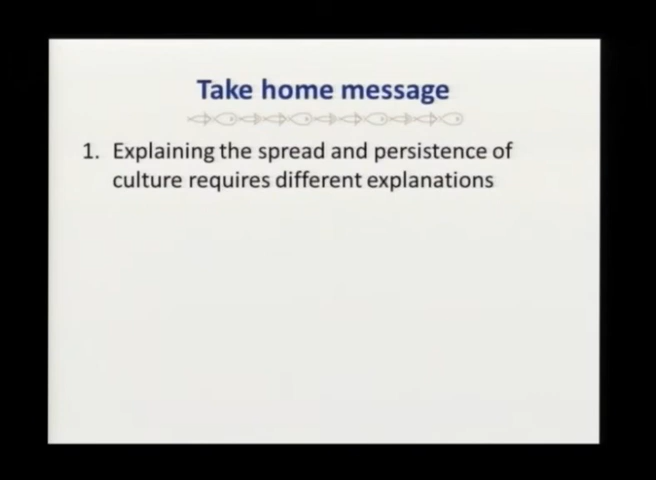 Take home message
1. Explaining the spread and persistence of
culture requires different explanations